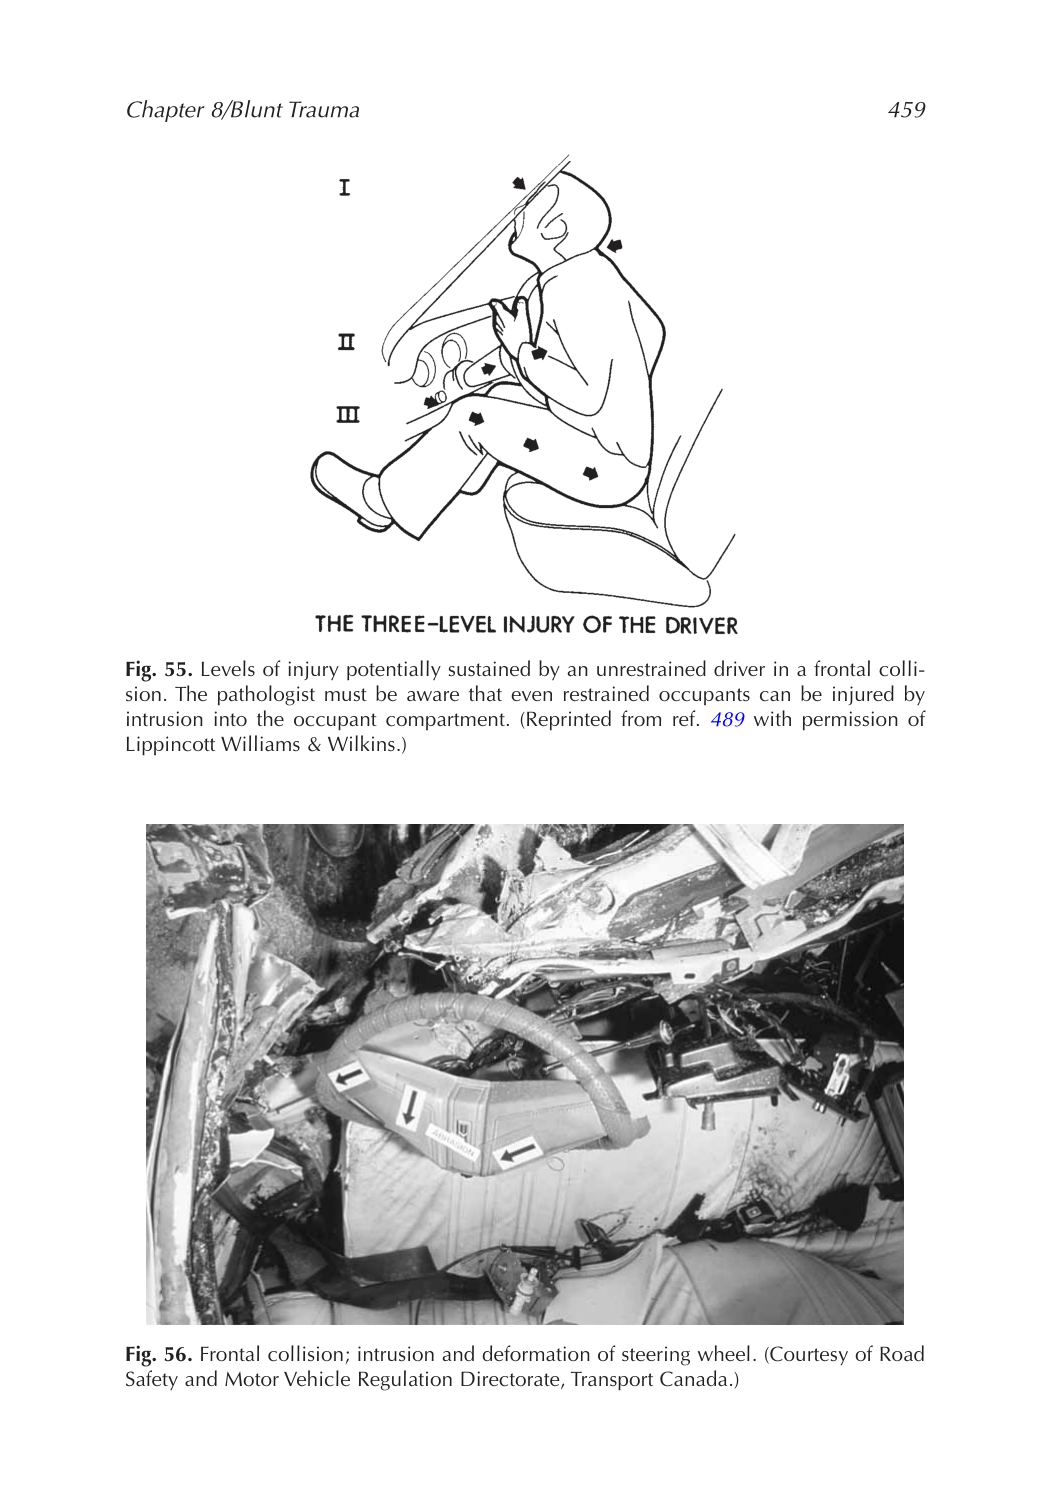 Chapter 8/Blunt Trauma 459
I
II
III
THE THREE-LEVEL INJURY OF THE DRIVER
Fig. 55. Levels of injury potentially sustained by an unrestrained driver in a frontal colli-
sion. The pathologist must be aware that even restrained occupants can be injured by
intrusion into the occupant compartment. (Reprinted from ref. 489 with permission of
Lippincott Williams & Wilkins.)
ABRASION
Fig. 56. Frontal collision; intrusion and deformation of steering wheel. (Courtesy of Road
Safety and Motor Vehicle Regulation Directorate, Transport Canada.)